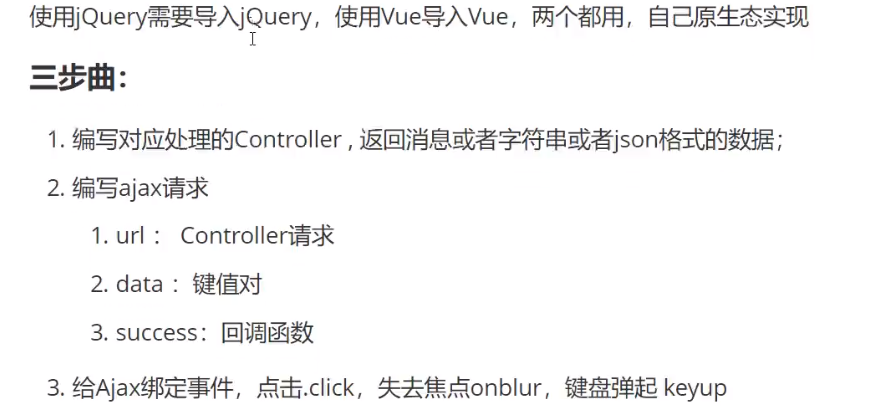 使用jQuery需要导入jQuery，使用Vue导入Vue，两个都用，自己原生态实现
三步曲：
1. 编写对应处理的Controller , 返回消息或者字符串或者json格式的数据；
2. 编写ajax请求
1. url ： Controller请求
2. data ：键值对
3. success：回调函数
3. 给Ajax绑定事件，点击.click，失去焦点onblur，键盘弹起 keyup